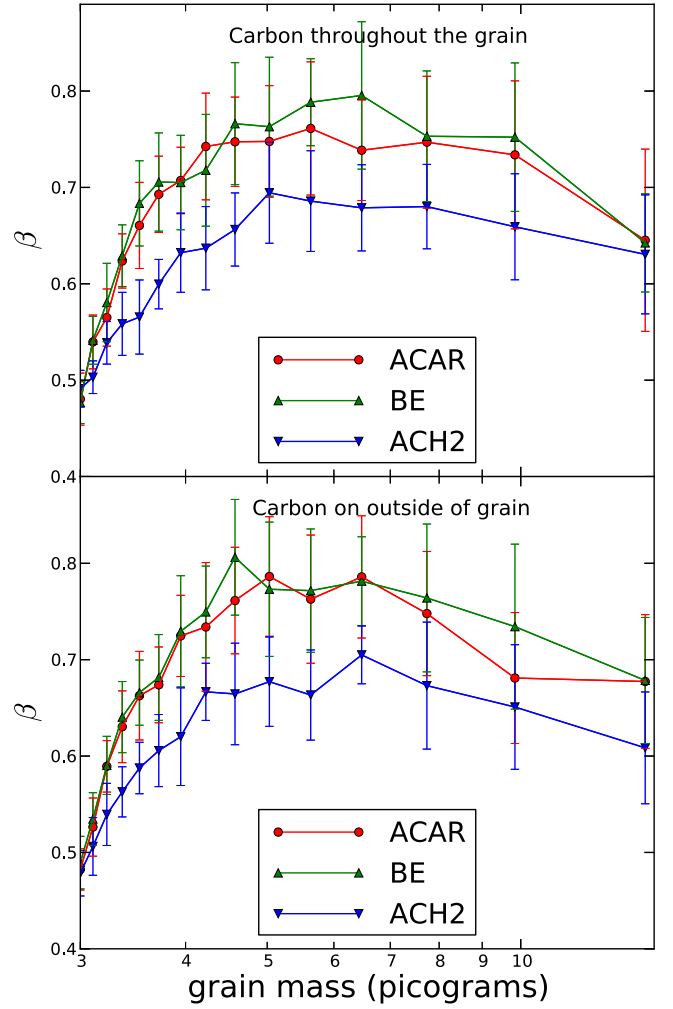 Carbon throughout the grain
0.8
0.7
β
0.6
0.5
0.4
ACAR
BE
ACH2
Carbon on outside of grain
0.8
0.7
β
0.6
0.5
0.4
ACAR
BE
ACH2
3 4 5 6 7 8 9 10
grain mass (picograms)